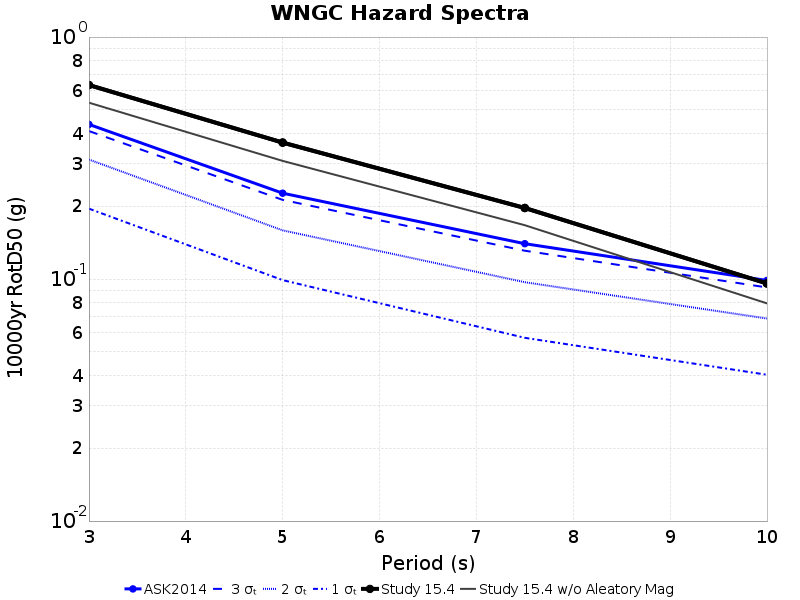 WNGC Hazard Spectra
10⁰
8
6
4
3
2
10⁻¹
8
6
4
3
2
10⁻²
10000yr RotD50 (g)
3 4 5 6 7 8 9 10
Period (s)
ASK2014 3 σₜ 2 σₜ 1 σₜ Study 15.4 Study 15.4 w/o Aleatory Mag